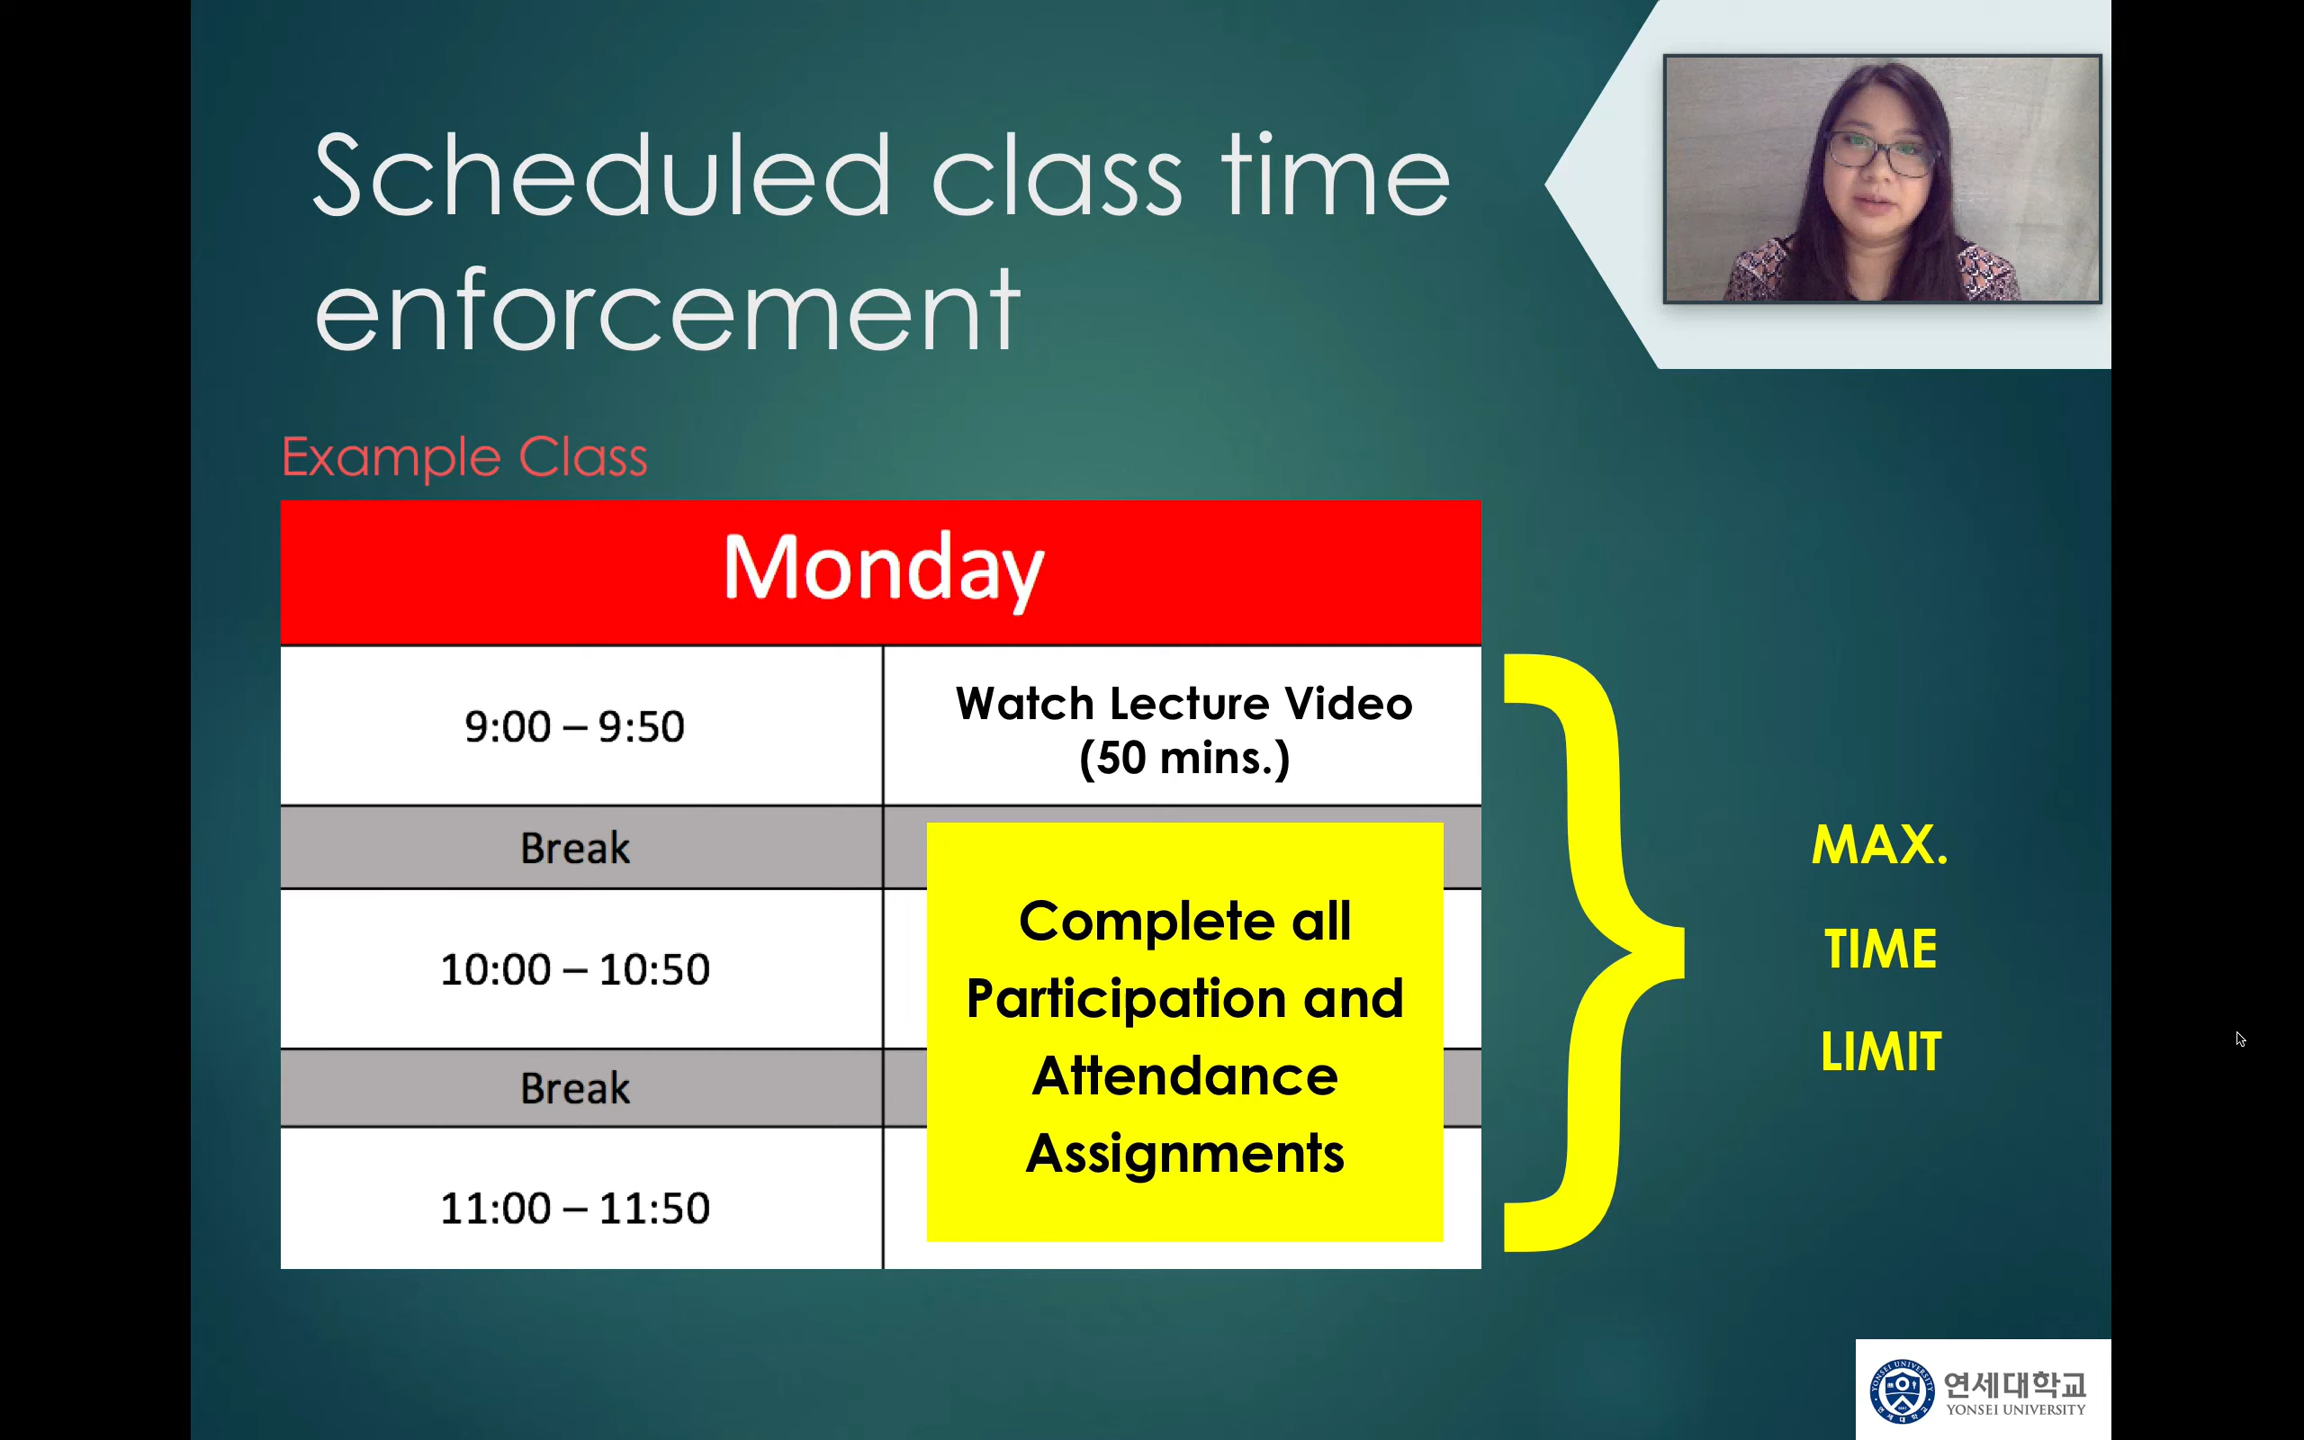 Scheduled class time
enforcement
Example Class
Monday
9:00 – 9:50
Watch Lecture Video
(50 mins.)
Break
10:00 – 10:50
Complete all
Participation and
Attendance
Assignments
Break
11:00 – 11:50
MAX.
TIME
LIMIT
연세대학교
YONSEI UNIVERSITY